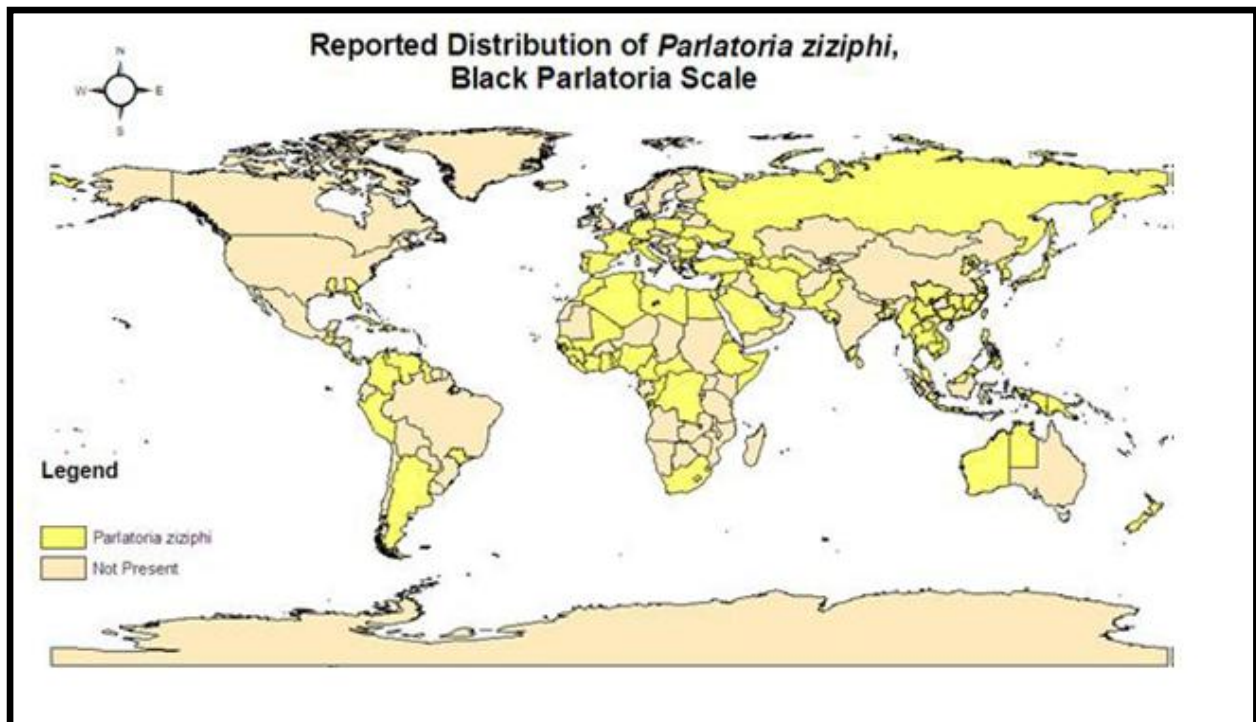 Reported Distribution of Parlatoria ziziphi,
Black Parlatoria Scale
N
W E
S
Legend
Parlatoria ziziphi
Not Present